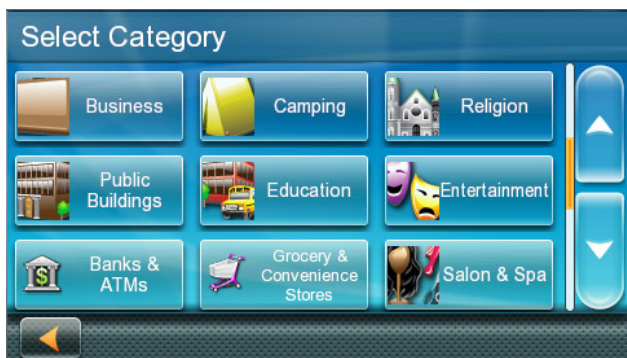 Select Category
Business
Camping
Religion
Public
Buildings
Education
Entertainment
Banks &
ATMs
Grocery &
Convenience
Stores
Salon & Spa